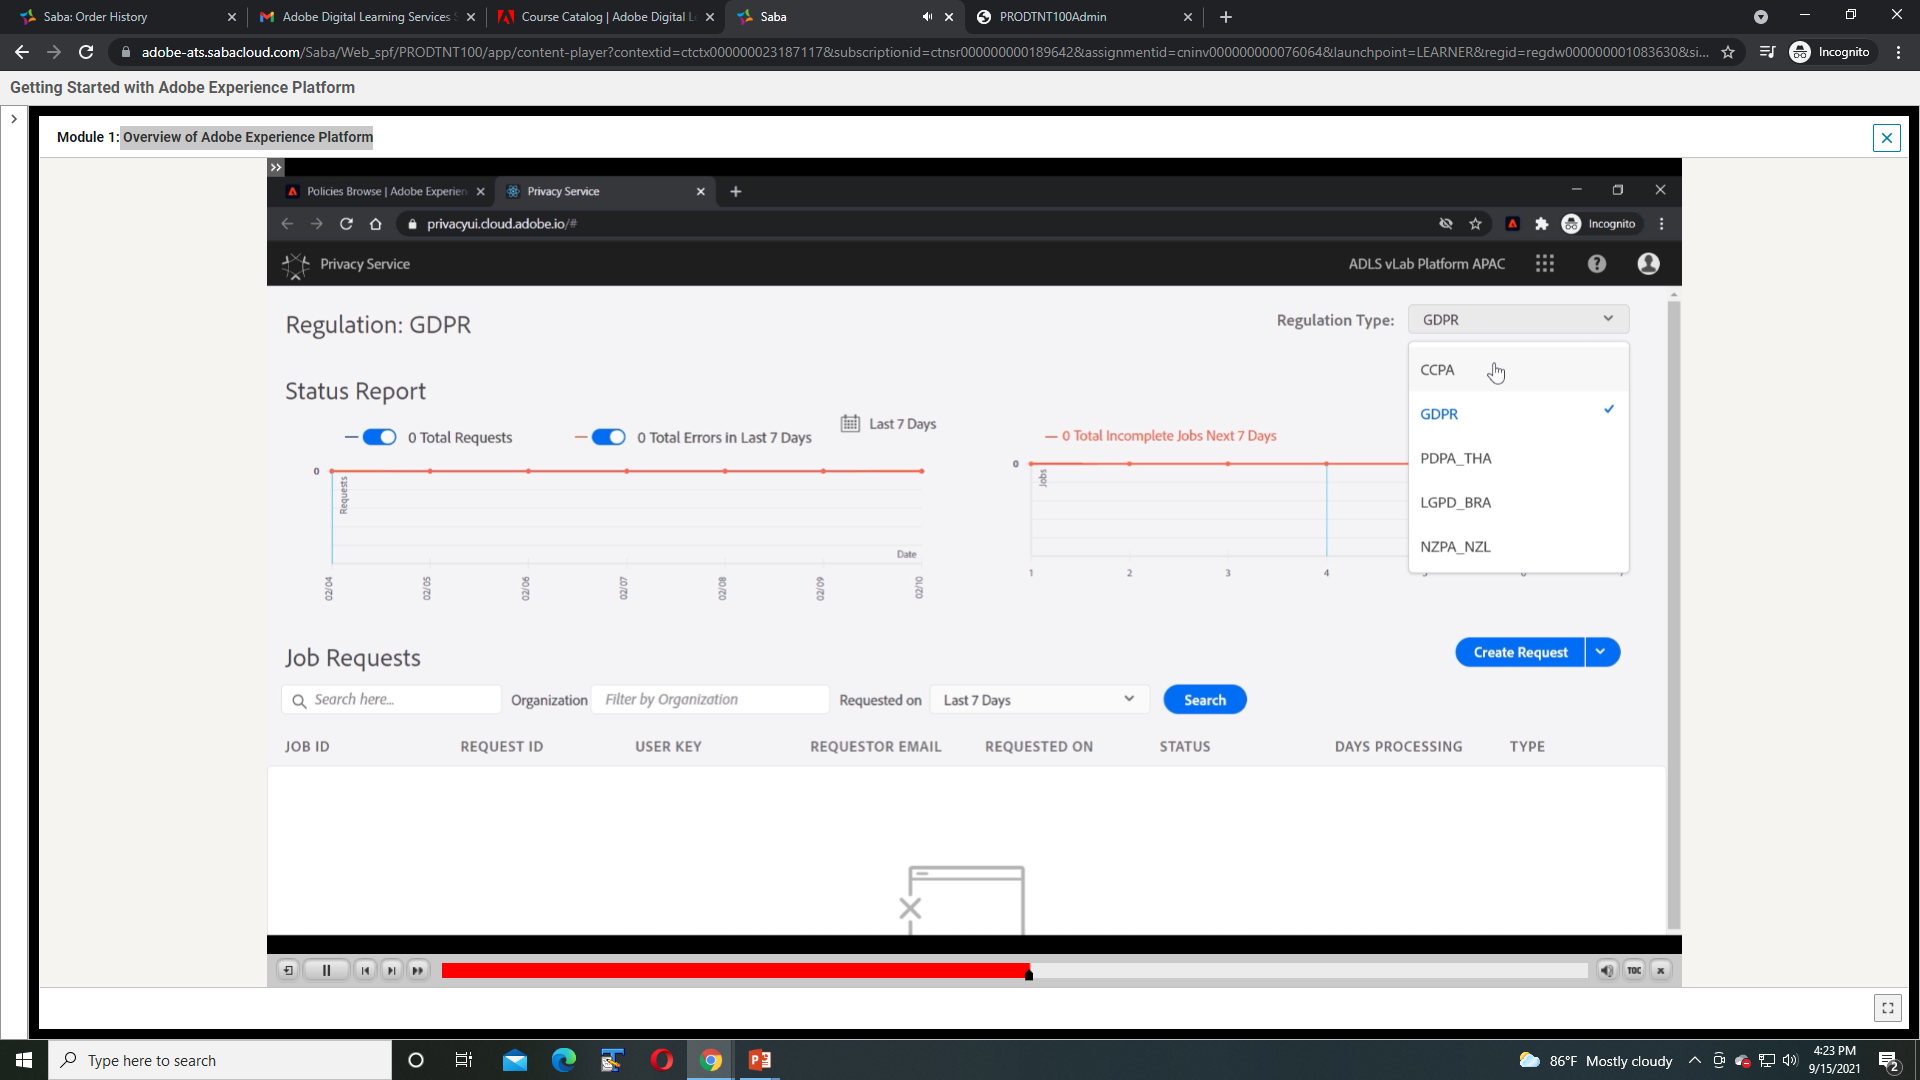 Saba: Order History
Adobe Digital Learning Services S
Course Catalog | Adobe Digital L
Saba
PRODTNT100Admin
adobe-ats.sabacloud.com/Saba/Web_spf/PRODTNT100/app/content-player?contextid=ctctx000000023187117&subscriptionid=ctnsr000000000189642&assignmentid=cninv000000000076064&launchpoint=LEARNER&regid=regdw000000001083630&si...
Incognito
Getting Started with Adobe Experience Platform
Module 1: Overview of Adobe Experience Platform
Policies Browse | Adobe Experien
Privacy Service
privacyui.cloud.adobe.io/#
Incognito
Privacy Service
ADLS vLab Platform APAC
Regulation: GDPR
Regulation Type:
GDPR
CCPA
GDPR
PDPA_THA
LGPD_BRA
NZPA_NZL
Status Report
0 Total Requests
0 Total Errors in Last 7 Days
Last 7 Days
0 Total Incomplete Jobs Next 7 Days
0
Requests
Date
02/04
02/05
02/06
02/07
02/08
02/09
02/10
0
Jobs
1 2 3 4
Job Requests
Create Request
Search here...
Organization
Filter by Organization
Requested on
Last 7 Days
Search
JOB ID
REQUEST ID
USER KEY
REQUESTOR EMAIL
REQUESTED ON
STATUS
DAYS PROCESSING
TYPE
TOC
Type here to search
86°F Mostly cloudy
4:23 PM
9/15/2021
2